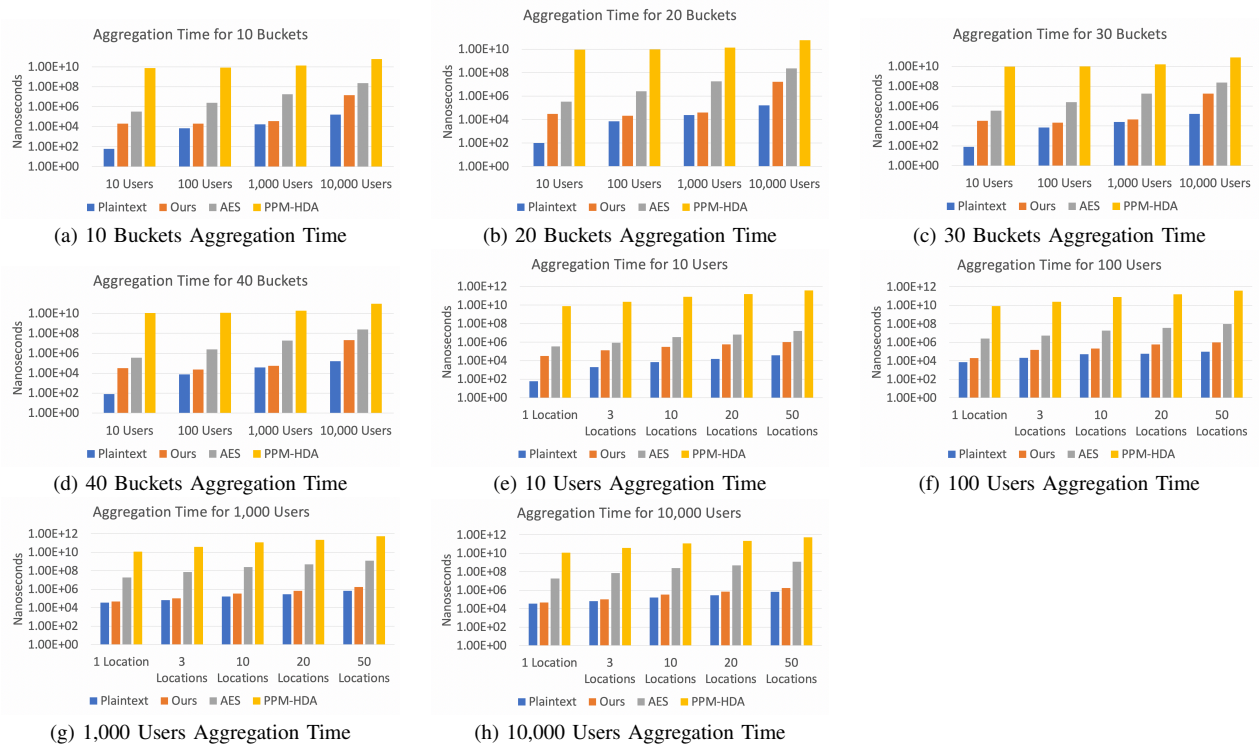 Aggregation Time for 10 Buckets
Nanoseconds
1.00E+10
1.00E+08
1.00E+06
1.00E+04
1.00E+02
1.00E+00
10 Users 100 Users 1,000 Users 10,000 Users
Plaintext Ours AES PPM-HDA
(a) 10 Buckets Aggregation Time
Aggregation Time for 20 Buckets
Nanoseconds
1.00E+10
1.00E+08
1.00E+06
1.00E+04
1.00E+02
1.00E+00
10 Users 100 Users 1,000 Users 10,000 Users
Plaintext Ours AES PPM-HDA
(b) 20 Buckets Aggregation Time
Aggregation Time for 30 Buckets
Nanoseconds
1.00E+10
1.00E+08
1.00E+06
1.00E+04
1.00E+02
1.00E+00
10 Users 100 Users 1,000 Users 10,000 Users
Plaintext Ours AES PPM-HDA
(c) 30 Buckets Aggregation Time
Aggregation Time for 40 Buckets
Nanoseconds
1.00E+10
1.00E+08
1.00E+06
1.00E+04
1.00E+02
1.00E+00
10 Users 100 Users 1,000 Users 10,000 Users
Plaintext Ours AES PPM-HDA
(d) 40 Buckets Aggregation Time
Aggregation Time for 10 Users
Nanoseconds
1.00E+12
1.00E+10
1.00E+08
1.00E+06
1.00E+04
1.00E+02
1.00E+00
1 Location 3 10 20 50
Locations Locations Locations Locations
Plaintext Ours AES PPM-HDA
(e) 10 Users Aggregation Time
Aggregation Time for 100 Users
Nanoseconds
1.00E+12
1.00E+10
1.00E+08
1.00E+06
1.00E+04
1.00E+02
1.00E+00
1 Location 3 10 20 50
Locations Locations Locations Locations
Plaintext Ours AES PPM-HDA
(f) 100 Users Aggregation Time
Aggregation Time for 1,000 Users
Nanoseconds
1.00E+12
1.00E+10
1.00E+08
1.00E+06
1.00E+04
1.00E+02
1.00E+00
1 Location 3 10 20 50
Locations Locations Locations Locations
Plaintext Ours AES PPM-HDA
(g) 1,000 Users Aggregation Time
Aggregation Time for 10,000 Users
Nanoseconds
1.00E+12
1.00E+10
1.00E+08
1.00E+06
1.00E+04
1.00E+02
1.00E+00
1 Location 3 10 20 50
Locations Locations Locations Locations
Plaintext Ours AES PPM-HDA
(h) 10,000 Users Aggregation Time